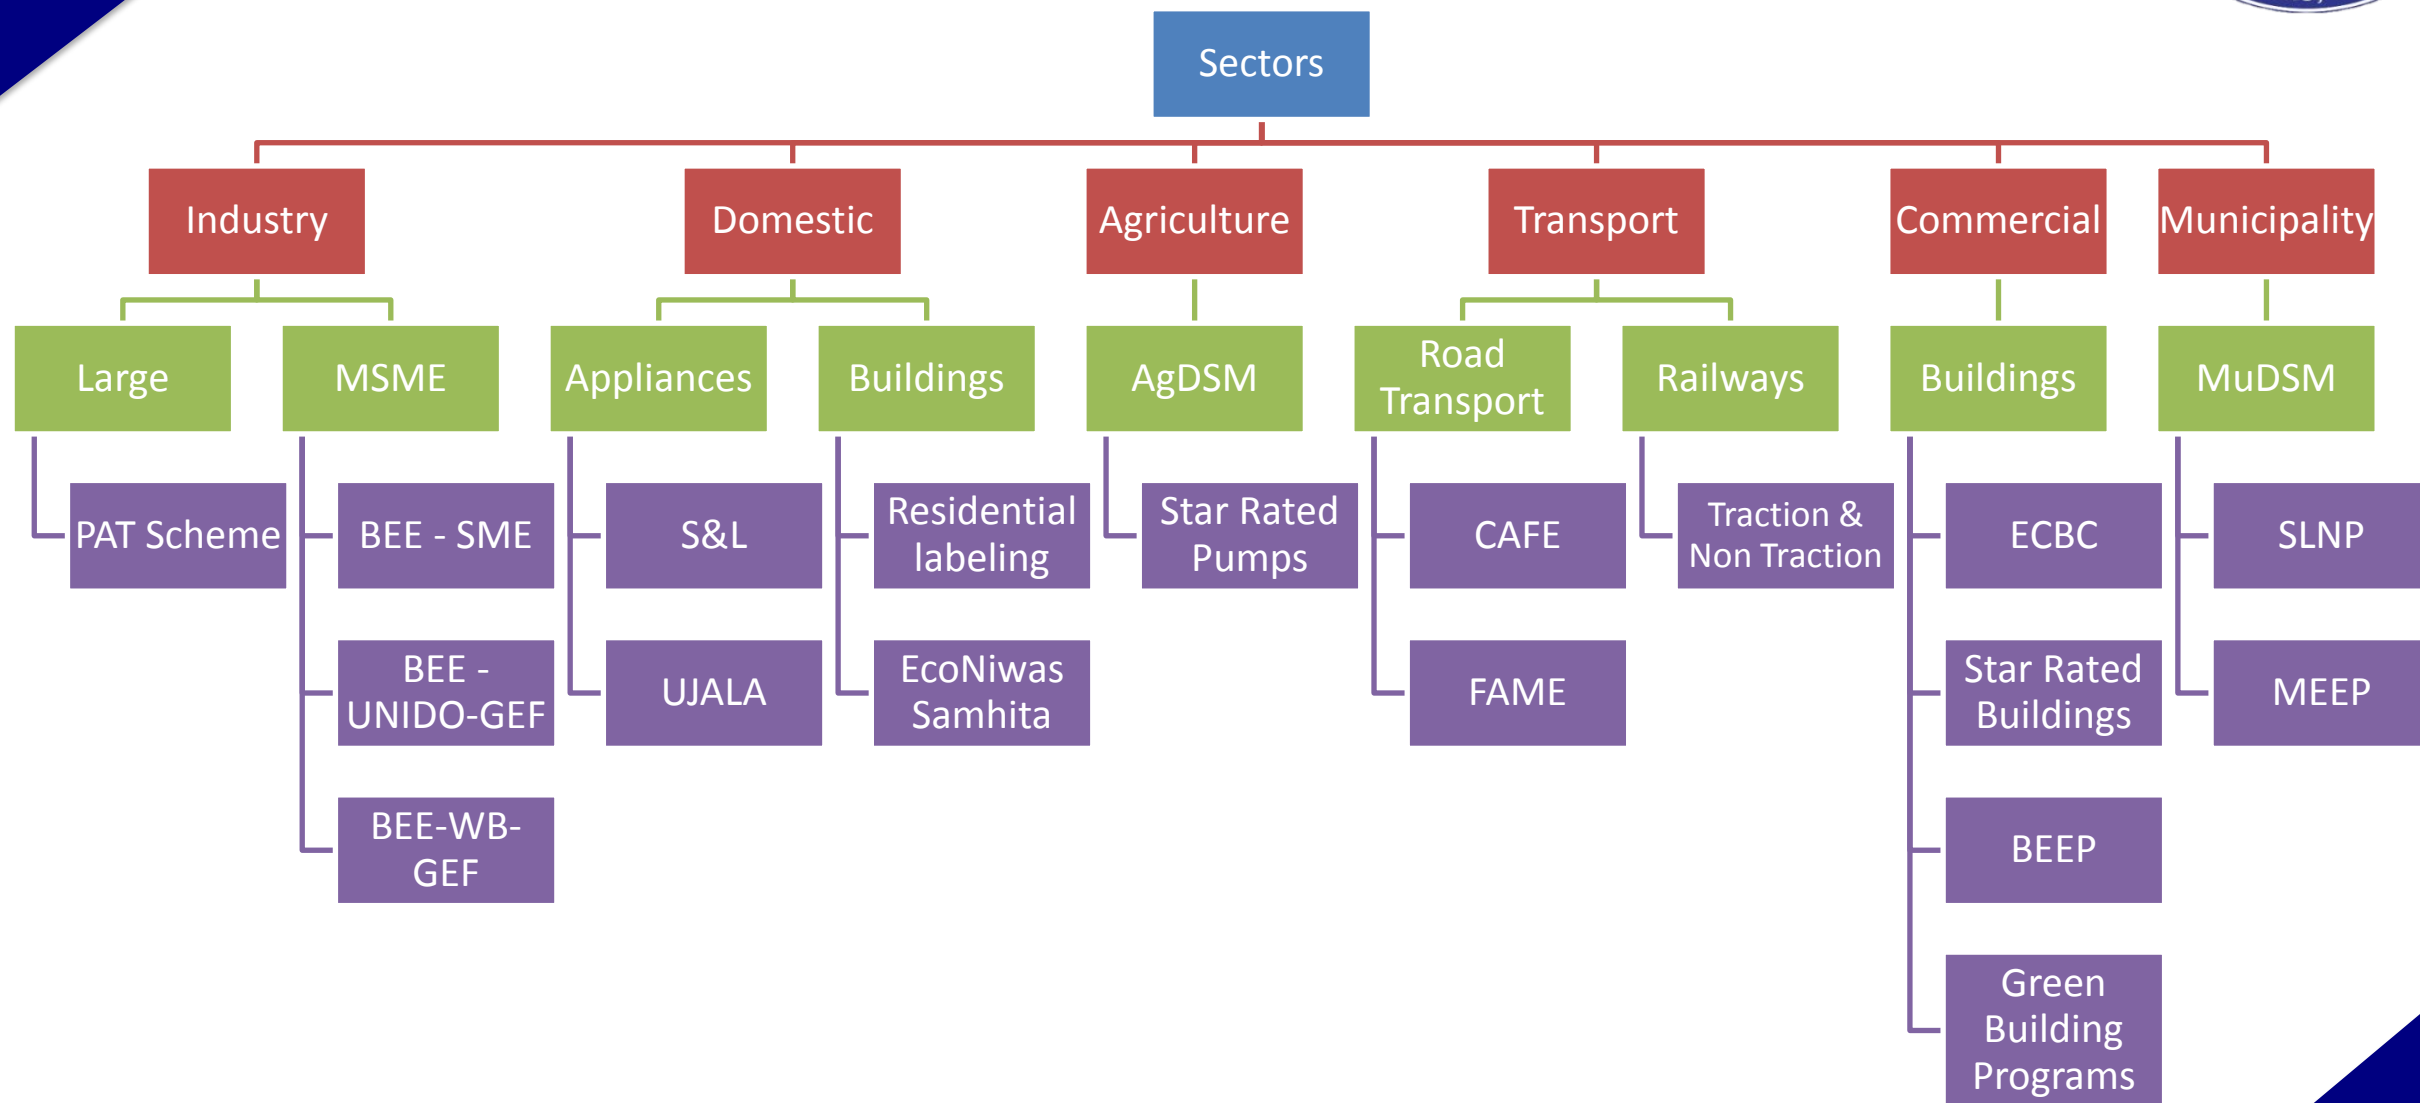 Sectors
Industry
Domestic
Agriculture
Transport
Commercial
Municipality
Large
MSME
Appliances
Buildings
AgDSM
Road
Transport
Railways
Buildings
MuDSM
PAT Scheme
BEE - SME
S&L
Residential
labeling
Star Rated
Pumps
CAFE
Traction &
Non Traction
ECBC
SLNP
BEE -
UNIDO-GEF
UJALA
EcoNiwas
Samhita
FAME
Star Rated
Buildings
MEEP
BEE-WB-
GEF
BEEP
Green
Building
Programs